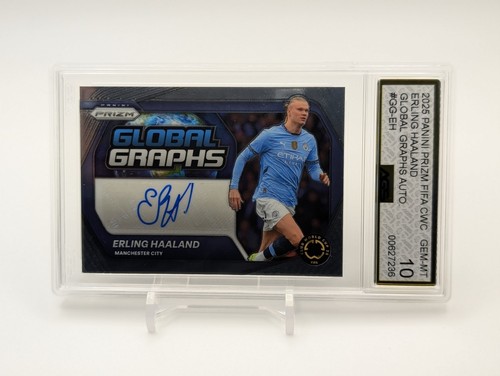 PANINI
PRIZM
GLOBAL
GRAPHS
ERLING HAALAND
MANCHESTER CITY
2025 PANINI PRIZM FIFA CWC GEM-MT
ERLING HAALAND
GLOBAL GRAPHS AUTO
#GG-EH
10
00627236